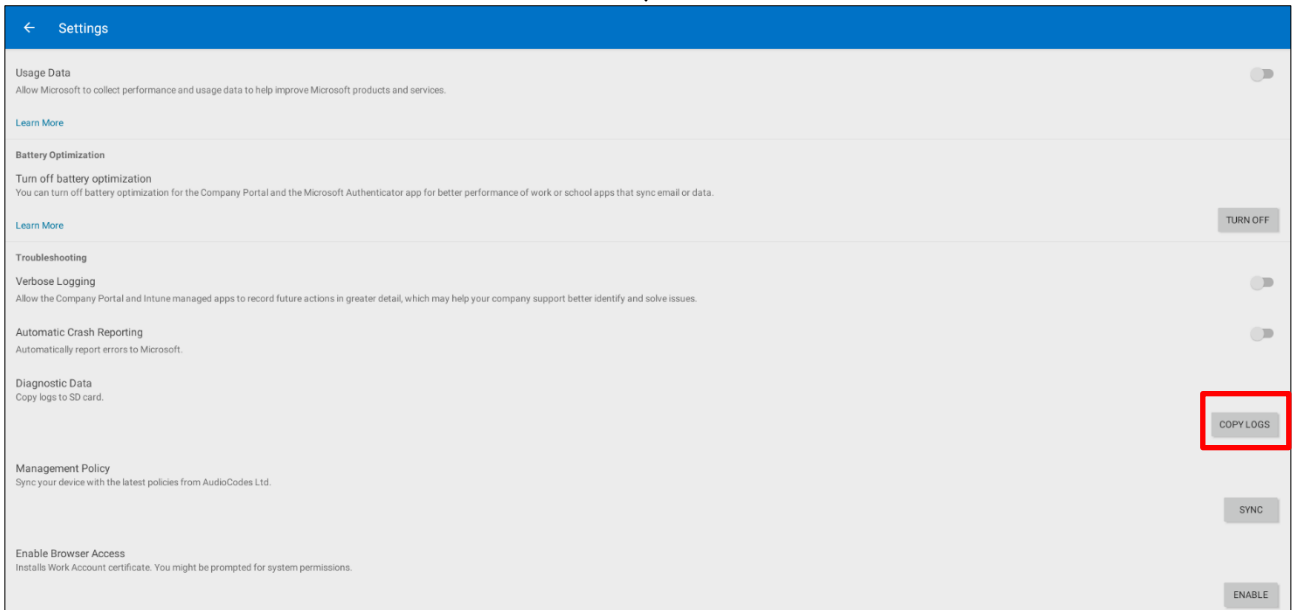 Settings
Usage Data
Allow Microsoft to collect performance and usage data to help improve Microsoft products and services.
Learn More
Battery Optimization
Turn off battery optimization
You can turn off battery optimization for the Company Portal and the Microsoft Authenticator app for better performance of work or school apps that sync email or data.
Learn More
TURN OFF
Troubleshooting
Verbose Logging
Allow the Company Portal and Intune managed apps to record future actions in greater detail, which may help your company support better identify and solve issues.
Automatic Crash Reporting
Automatically report errors to Microsoft.
Diagnostic Data
Copy logs to SD card.
COPY LOGS
Management Policy
Sync your device with the latest policies from AudioCodes Ltd.
SYNC
Enable Browser Access
Installs Work Account certificate. You might be prompted for system permissions.
ENABLE